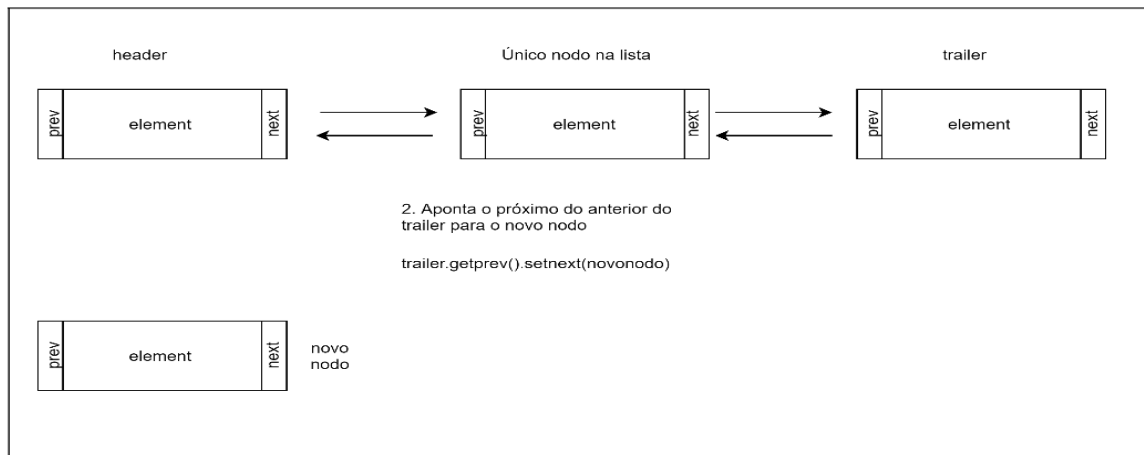 header
Único nodo na lista
trailer
prev
element
next
prev
element
next
prev
element
next
2. Aponta o próximo do anterior do
trailer para o novo nodo
trailer.getprev().setnext(novonodo)
prev
element
next
novo
nodo